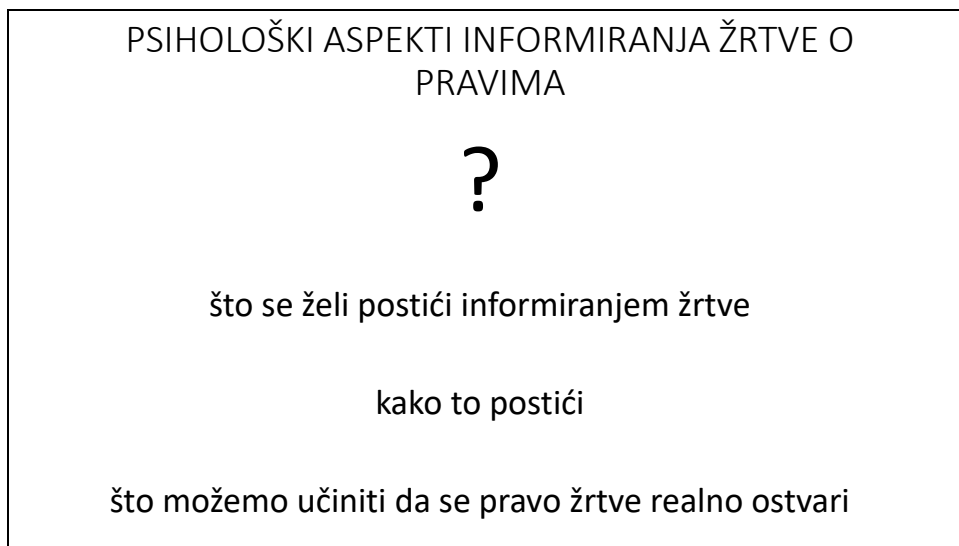 PSIHOLOŠKI ASPEKTI INFORMIRANJA ŽRTVE O
PRAVIMA
?
što se želi postići informiranjem žrtve
kako to postići
što možemo učiniti da se pravo žrtve realno ostvari